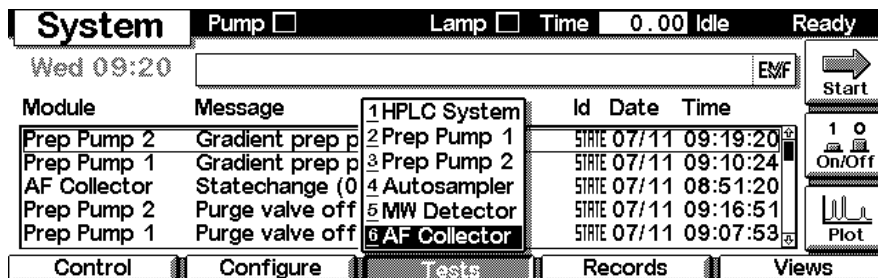 System Pump Lamp Time 0.00 Idle Ready
Wed 09:20 EMF Start
Module Message Id Date Time
1 HPLC System
2 Prep Pump 1
3 Prep Pump 2
4 Autosampler
5 MW Detector
6 AF Collector
Prep Pump 2 Gradient prep p STATE 07/11 09:19:20
Prep Pump 1 Gradient prep p STATE 07/11 09:10:24
AF Collector Statechange (0 STATE 07/11 08:51:20
Prep Pump 2 Purge valve off STATE 07/11 09:16:51
Prep Pump 1 Purge valve off STATE 07/11 09:07:53
1 0
On/Off
Plot
Control Configure Tests Records Views